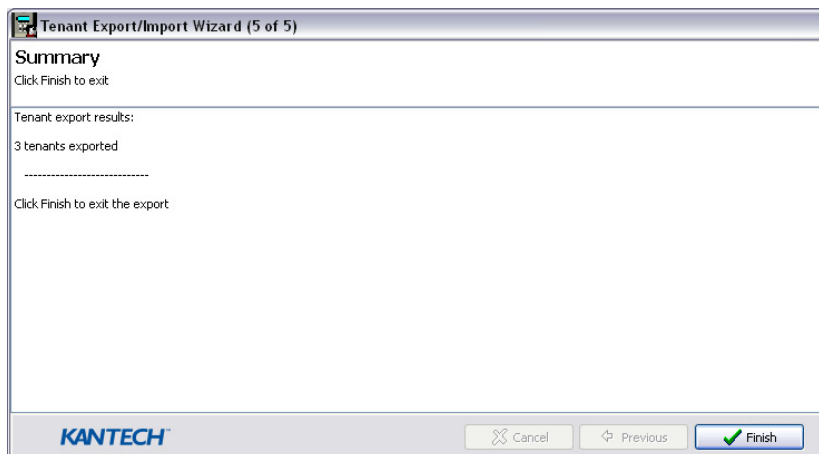 Tenant Export/Import Wizard (5 of 5)
Summary
Click Finish to exit
Tenant export results:
3 tenants exported
----------------------------
Click Finish to exit the export
KANTECH™
Cancel
Previous
Finish